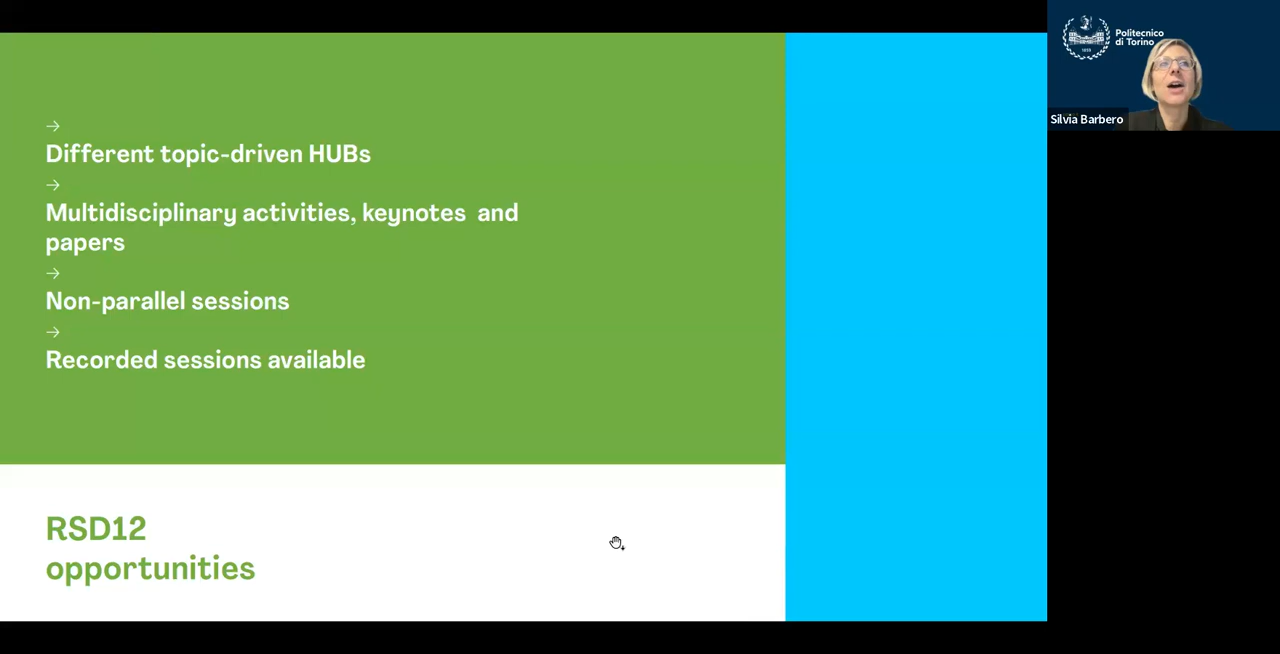 →
Different topic-driven HUBs
→
Multidisciplinary activities, keynotes and
papers
→
Non-parallel sessions
→
Recorded sessions available
RSD12
opportunities
Politecnico
di Torino
Silvia Barbero